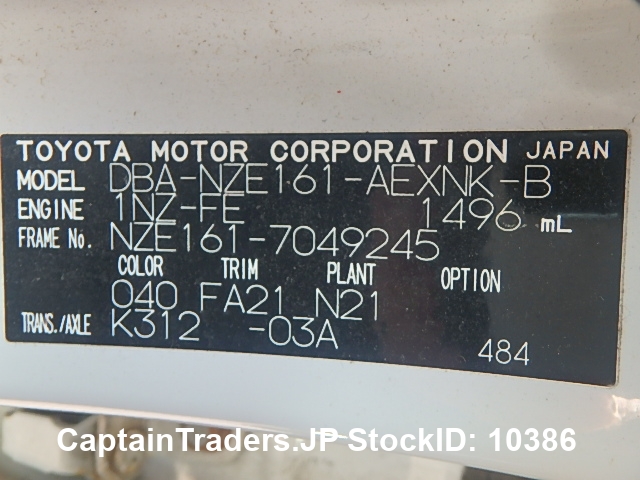 TOYOTA MOTOR CORPORATION JAPAN
MODEL DBA-NZE161-AEXNK-B
ENGINE 1NZ-FE 1496 mL
FRAME No. NZE161-7049245
COLOR TRIM PLANT OPTION
040 FA21 N21
TRANS./AXLE K312 -03A
484
CaptainTraders.JP StockID: 10386